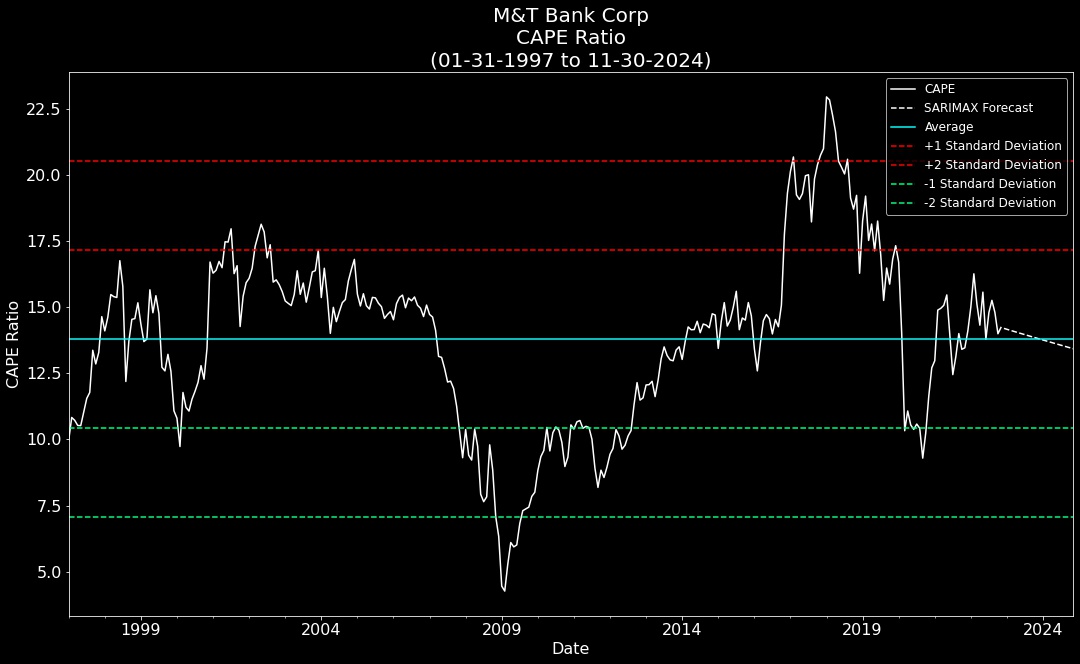 M&T Bank Corp
CAPE Ratio
(01-31-1997 to 11-30-2024)
CAPE
SARIMAX Forecast
Average
+1 Standard Deviation
+2 Standard Deviation
-1 Standard Deviation
-2 Standard Deviation
CAPE Ratio
22.5
20.0
17.5
15.0
12.5
10.0
7.5
5.0
1999 2004 2009 2014 2019 2024
Date